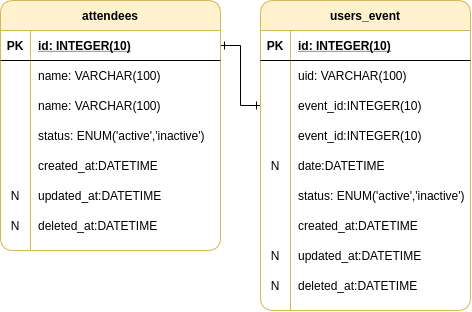 attendees
PK id: INTEGER(10)
name: VARCHAR(100)
name: VARCHAR(100)
status: ENUM('active','inactive')
created_at:DATETIME
N updated_at:DATETIME
N deleted_at:DATETIME
users_event
PK id: INTEGER(10)
uid: VARCHAR(100)
event_id:INTEGER(10)
event_id:INTEGER(10)
N date:DATETIME
status: ENUM('active','inactive')
created_at:DATETIME
N updated_at:DATETIME
N deleted_at:DATETIME